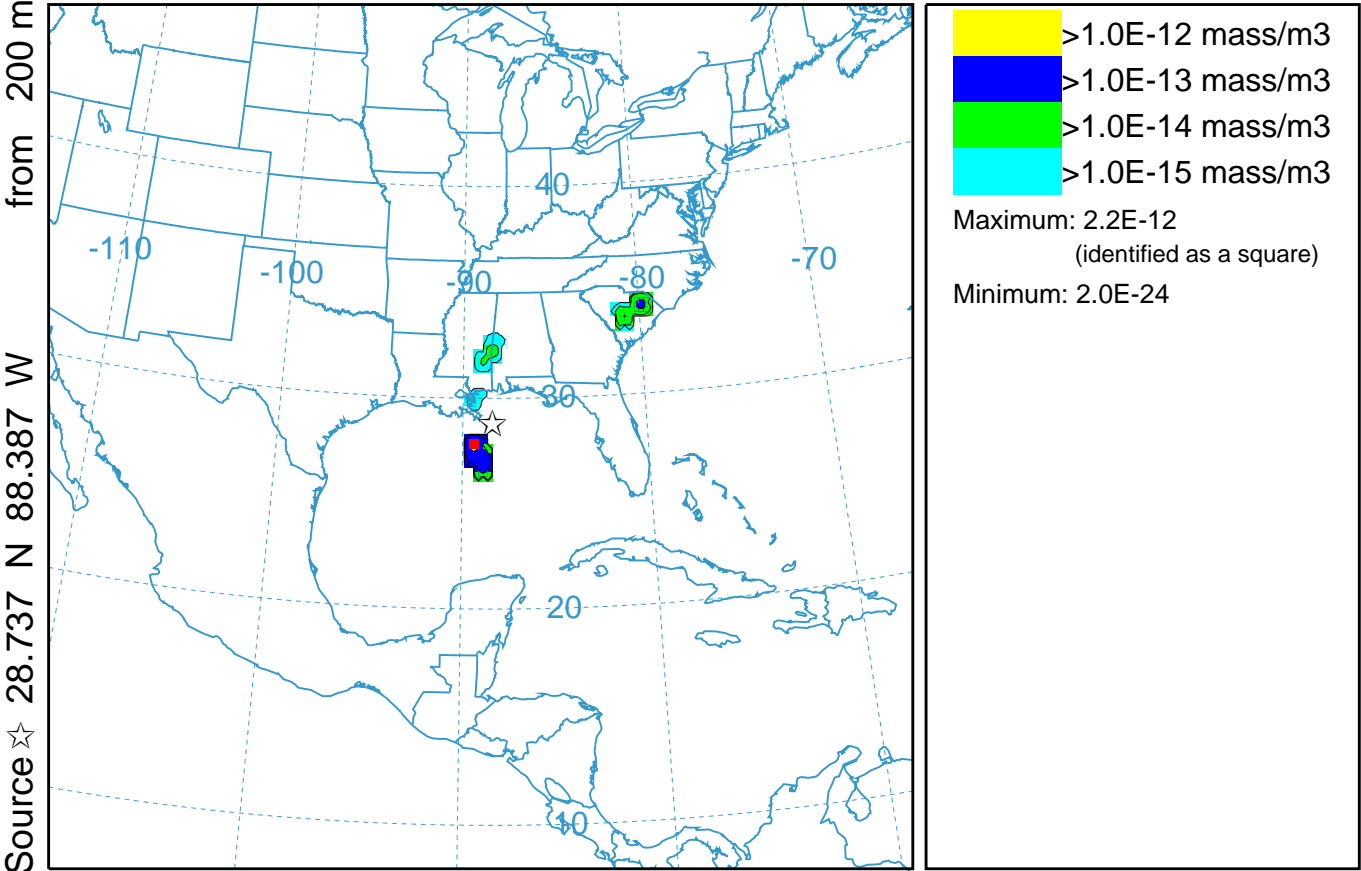 Source ☆ 28.737 N 88.387 W from 200 m
-110
-100
-90
-80
-70
40
30
20
10
>1.0E-12 mass/m3
>1.0E-13 mass/m3
>1.0E-14 mass/m3
>1.0E-15 mass/m3
Maximum: 2.2E-12
(identified as a square)
Minimum: 2.0E-24